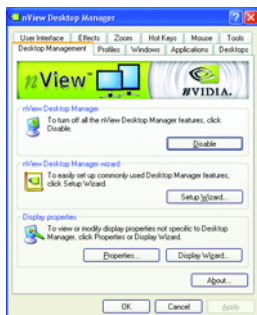 nView Desktop Manager
User Interface Effects Zoom Hot Keys Mouse Tools
Desktop Management Profiles Windows Applications Desktops
nView™
NVIDIA.
nView Desktop Manager
To turn off all the nView Desktop Manager features, click
Disable.
Disable
nView Desktop Manager wizard
To easily set up commonly used Desktop Manager features,
click Setup Wizard.
Setup Wizard...
Display properties
To view or modify display properties not specific to Desktop
Manager, click Properties or Display Wizard.
Properties... Display Wizard...
About...
OK Cancel Apply